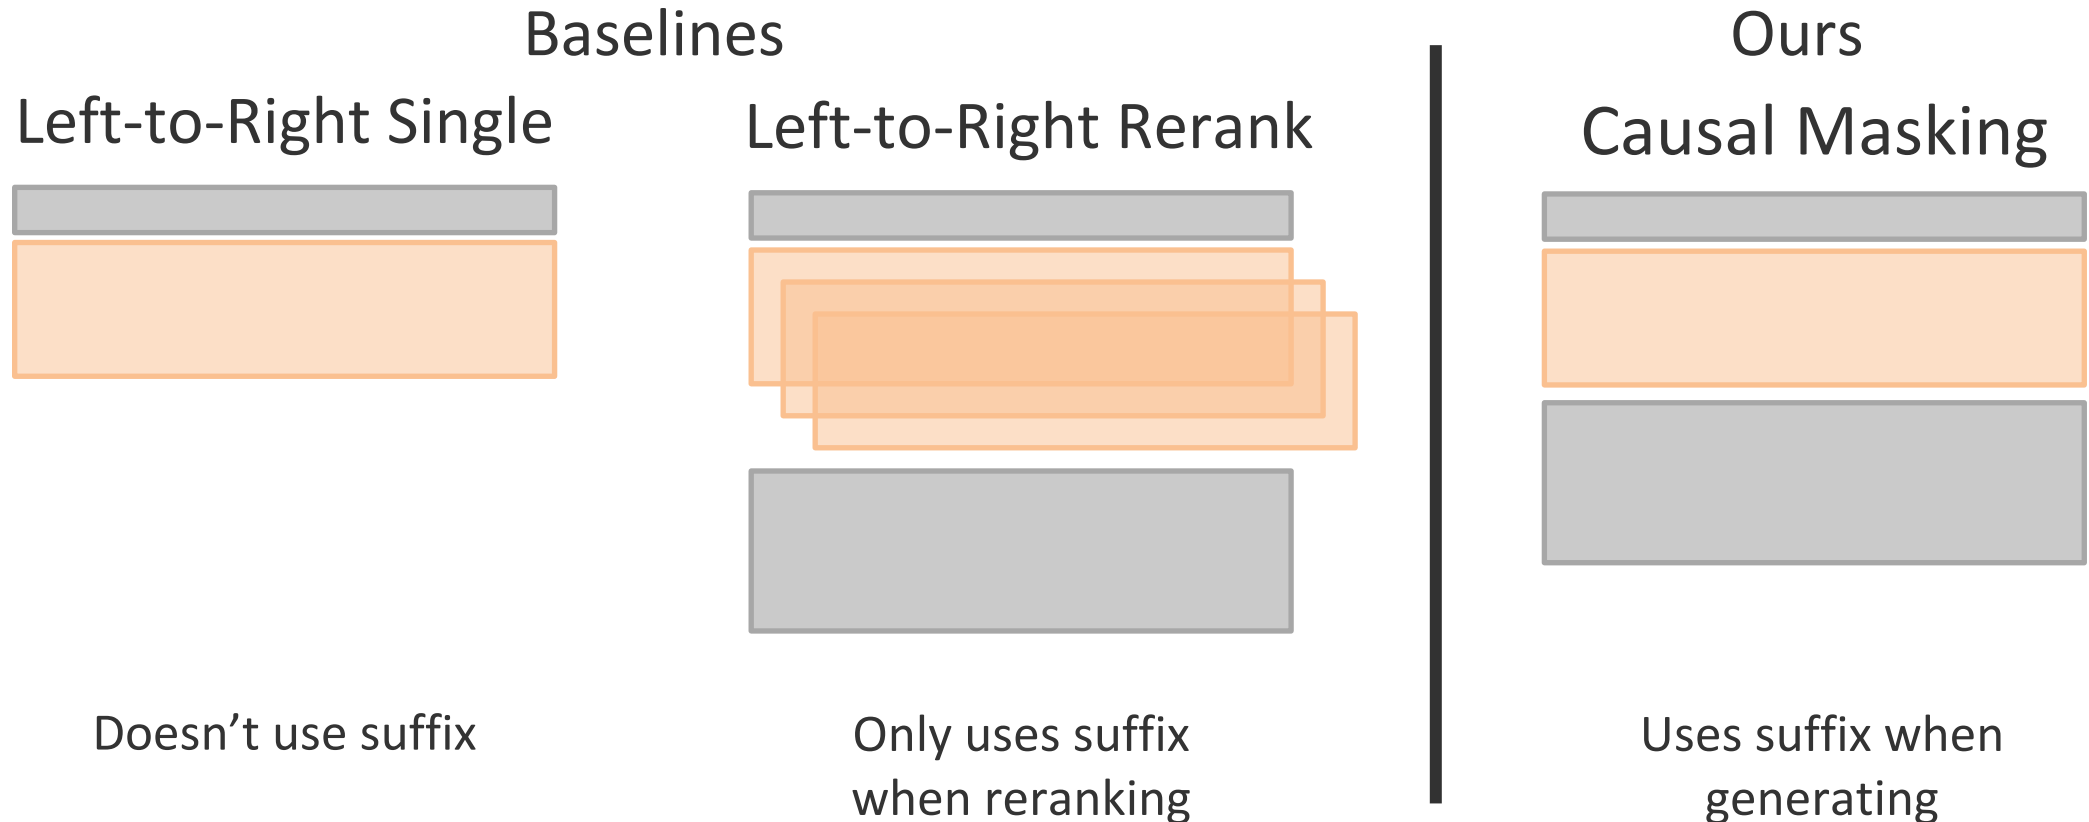 Baselines
Left-to-Right Single
Doesn’t use suffix
Left-to-Right Rerank
Only uses suffix
when reranking
Ours
Causal Masking
Uses suffix when
generating